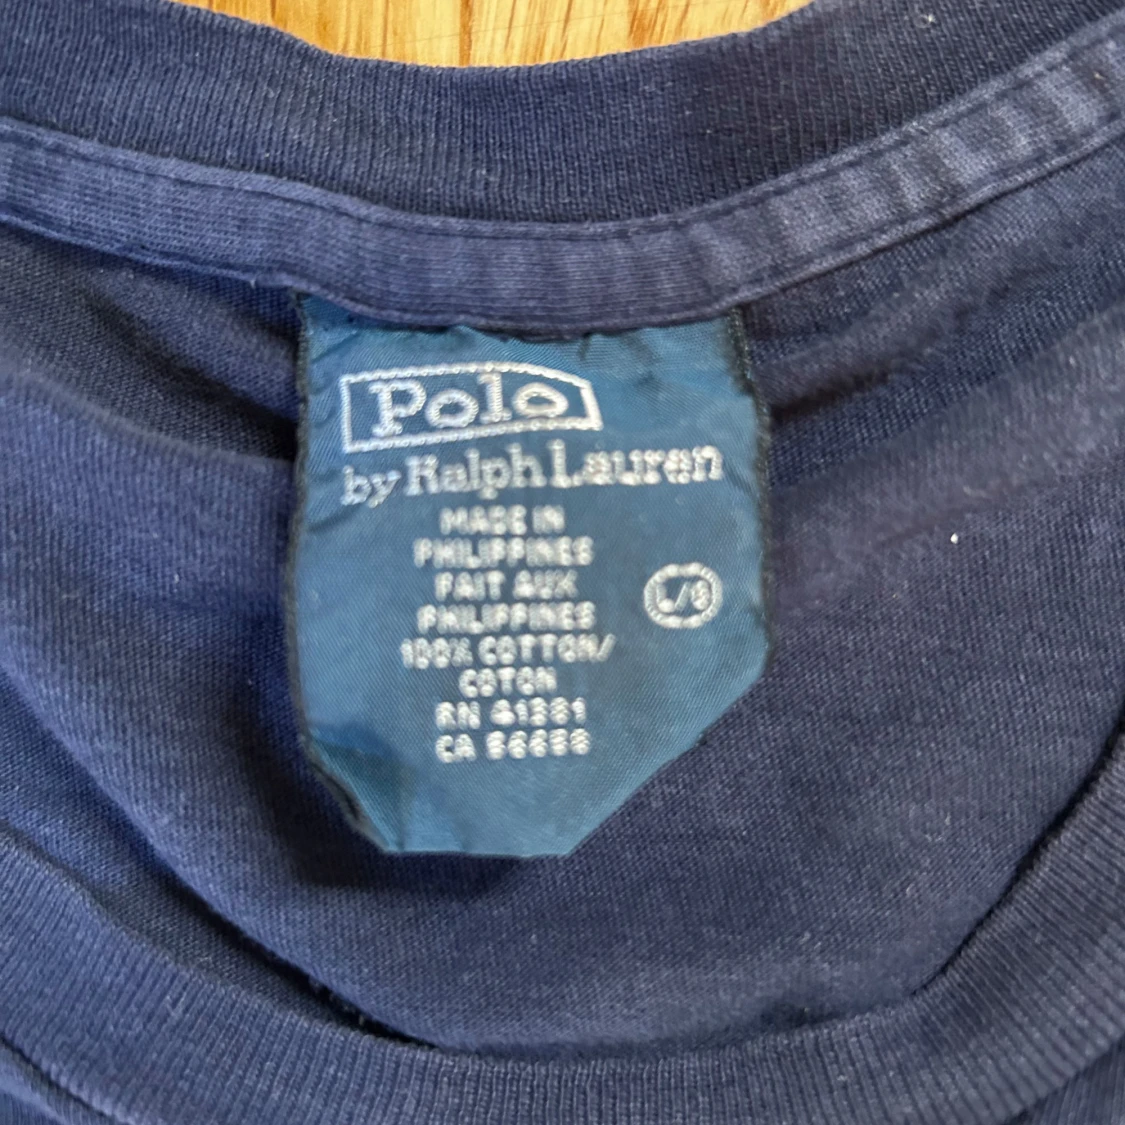 Polo
by Ralph Lauren
MADE IN
PHILIPPINES
FAIT AUX
PHILIPPINES
L/G
100% COTTON/
COTON
RN 41381
CA 56658